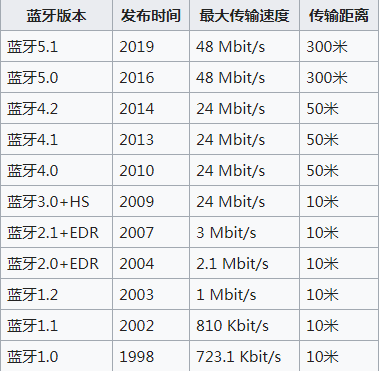 蓝牙版本 发布时间 最大传输速度 传输距离
蓝牙5.1 2019 48 Mbit/s 300米
蓝牙5.0 2016 48 Mbit/s 300米
蓝牙4.2 2014 24 Mbit/s 50米
蓝牙4.1 2013 24 Mbit/s 50米
蓝牙4.0 2010 24 Mbit/s 50米
蓝牙3.0+HS 2009 24 Mbit/s 10米
蓝牙2.1+EDR 2007 3 Mbit/s 10米
蓝牙2.0+EDR 2004 2.1 Mbit/s 10米
蓝牙1.2 2003 1 Mbit/s 10米
蓝牙1.1 2002 810 Kbit/s 10米
蓝牙1.0 1998 723.1 Kbit/s 10米